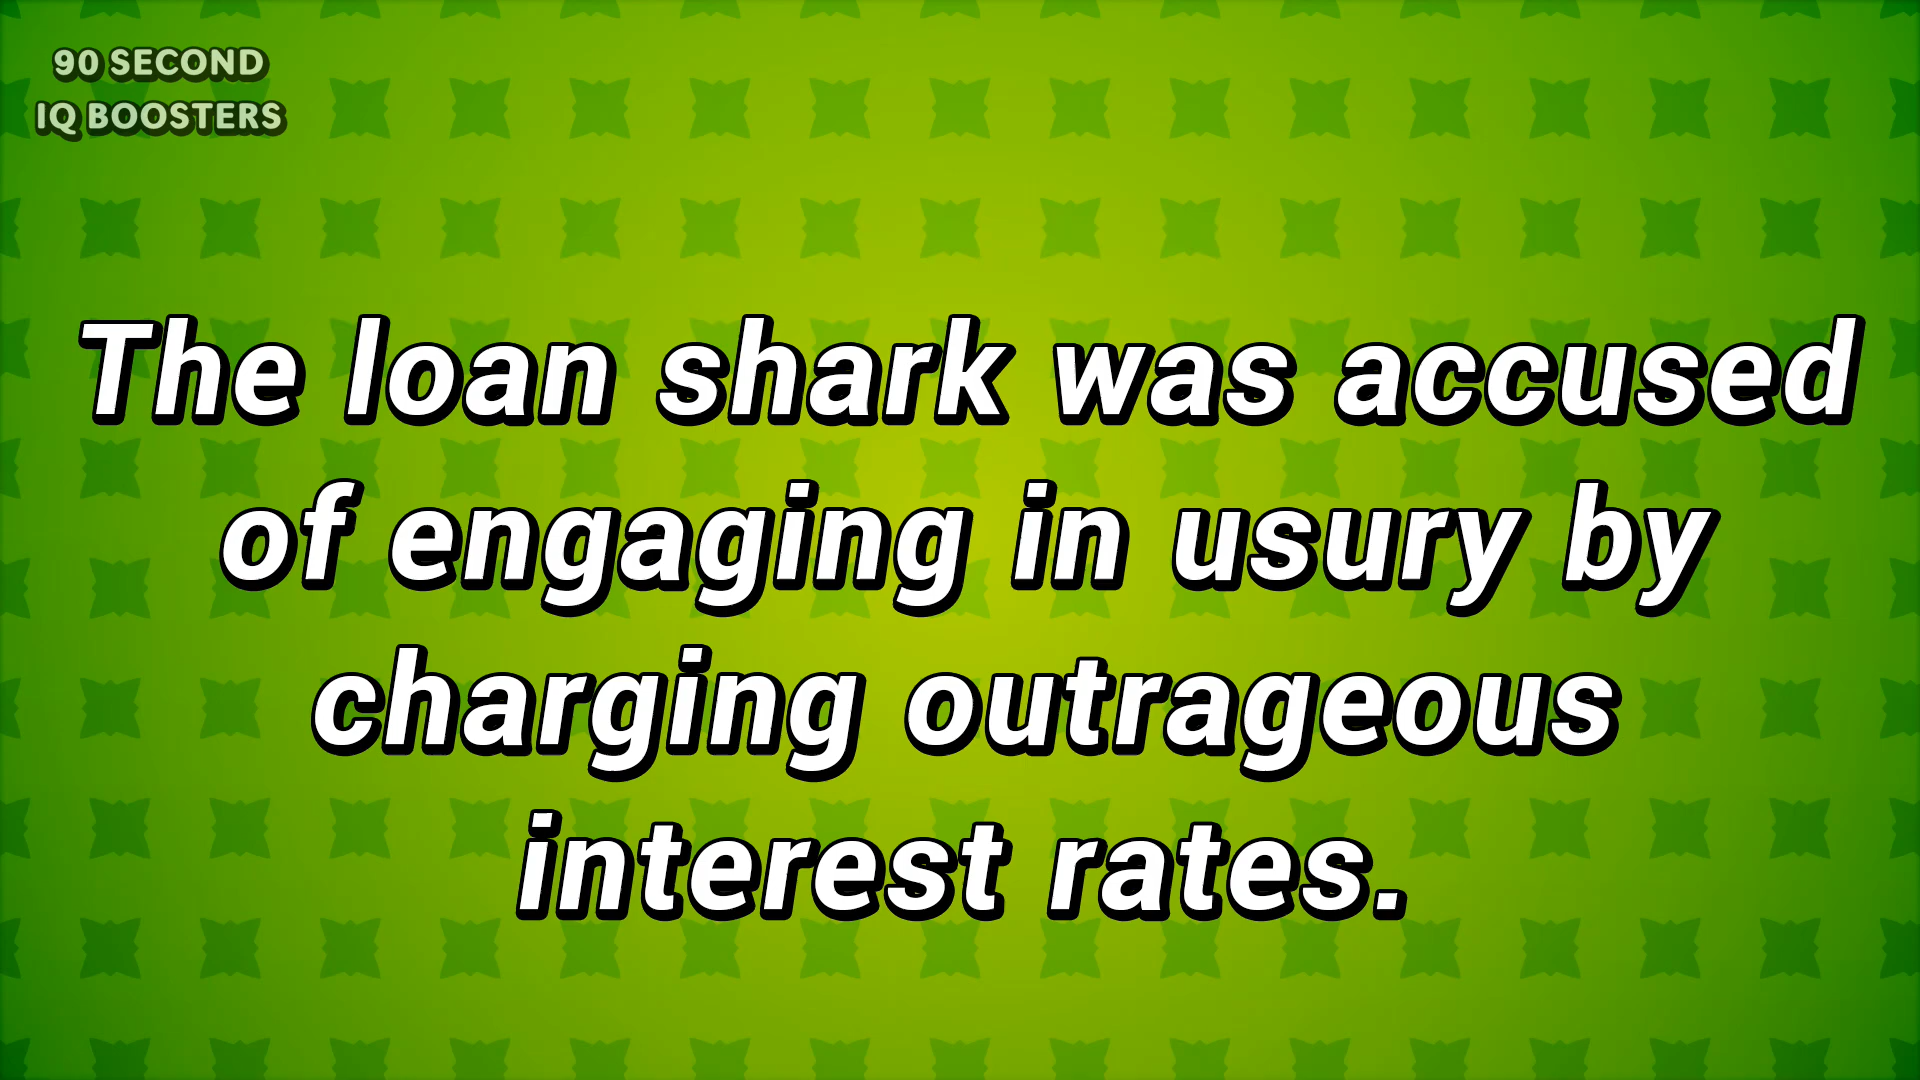 90 SECOND
IQ BOOSTERS
The loan shark was accused
of engaging in usury by
charging outrageous
interest rates.